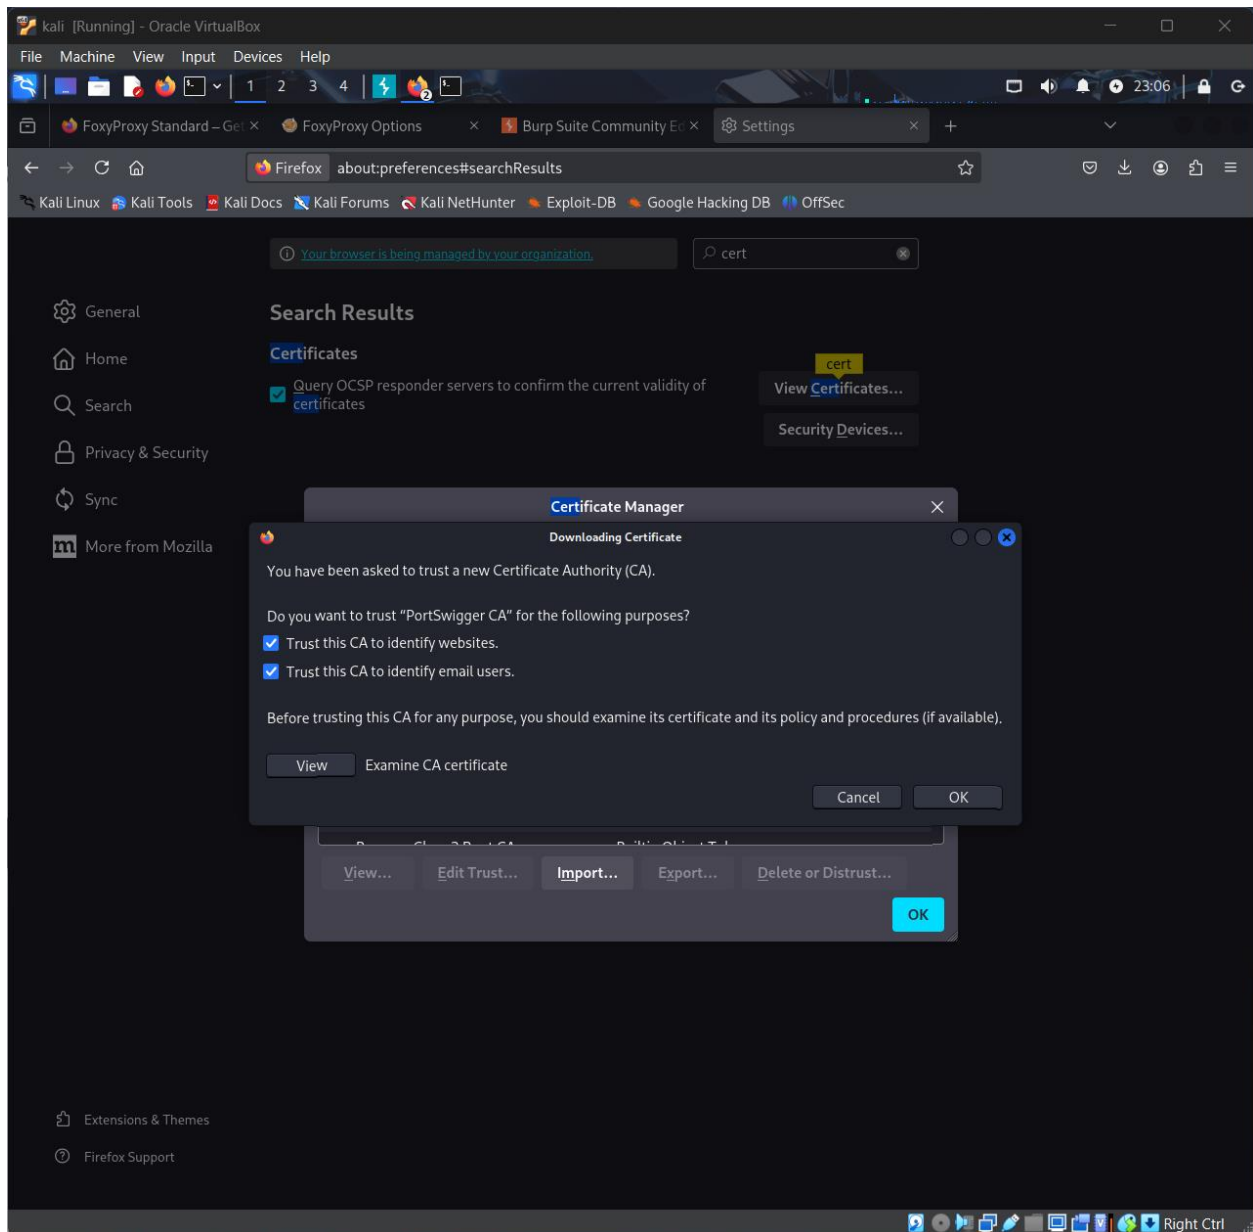 kali [Running] - Oracle VirtualBox
File Machine View Input Devices Help
1 2 3 4 2 23:06
FoxyProxy Standard – Get FoxyProxy Options Burp Suite Community Ed Settings
Firefox about:preferences#searchResults
Kali Linux Kali Tools Kali Docs Kali Forums Kali NetHunter Exploit-DB Google Hacking DB OffSec
Your browser is being managed by your organization. cert
General
Home
Search
Privacy & Security
Sync
More from Mozilla
Search Results
Certificates
Query OCSP responder servers to confirm the current validity of
certificates
cert
View Certificates...
Security Devices...
Certificate Manager
Downloading Certificate
You have been asked to trust a new Certificate Authority (CA).
Do you want to trust “PortSwigger CA” for the following purposes?
Trust this CA to identify websites.
Trust this CA to identify email users.
Before trusting this CA for any purpose, you should examine its certificate and its policy and procedures (if available).
View Examine CA certificate
Cancel OK
View... Edit Trust... Import... Export... Delete or Distrust...
OK
Extensions & Themes
Firefox Support
Right Ctrl